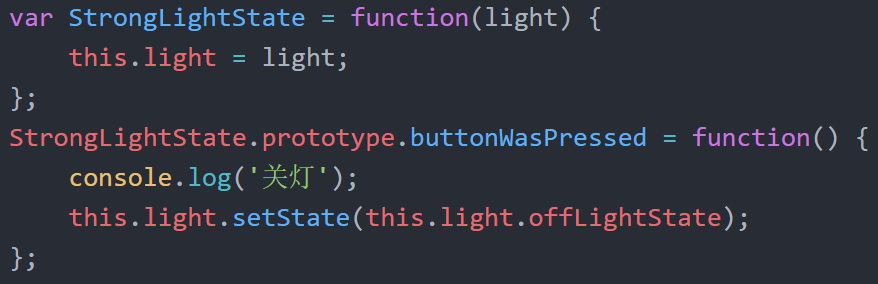 var StrongLightState = function(light) {
    this.light = light;
};
StrongLightState.prototype.buttonWasPressed = function() {
    console.log('关灯');
    this.light.setState(this.light.offLightState);
};